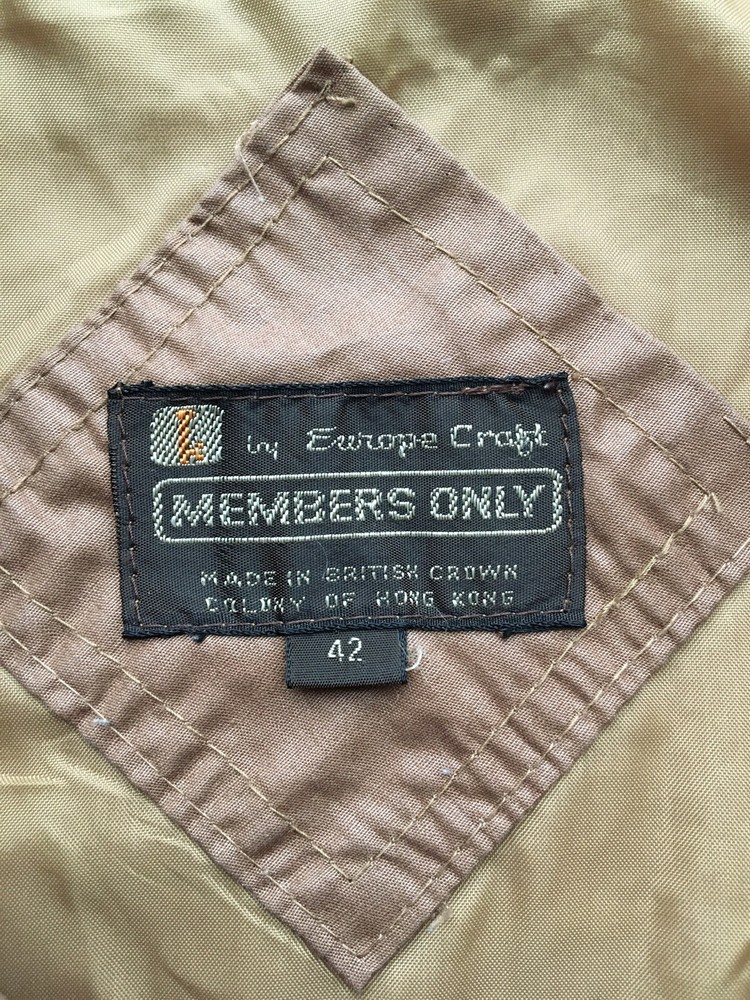 by Europe Craft
MEMBERS ONLY
MADE IN BRITISH CROWN
COLONY OF HONG KONG
42